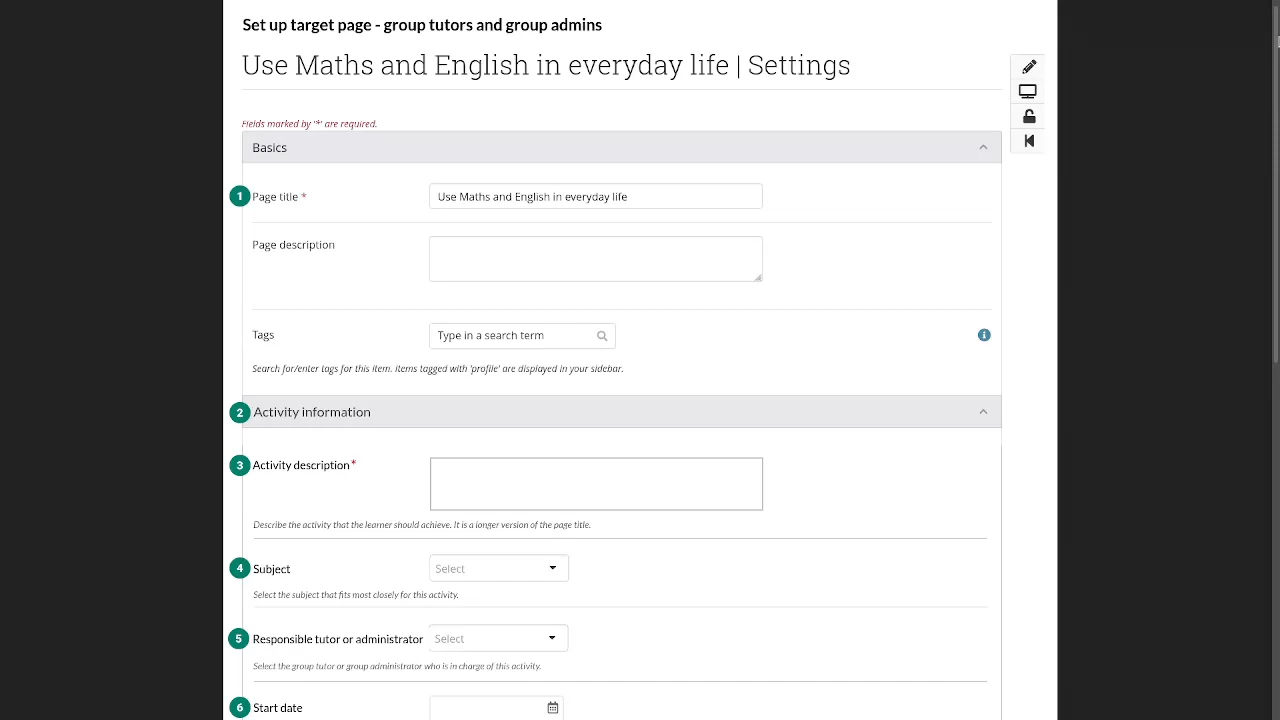 Set up target page - group tutors and group admins
Use Maths and English in everyday life | Settings
Fields marked by '*' are required.
Basics
1 Page title * Use Maths and English in everyday life
Page description
Tags Type in a search term
Search for/enter tags for this item. Items tagged with 'profile' are displayed in your sidebar.
2 Activity information
3 Activity description *
Describe the activity that the learner should achieve. It is a longer version of the page title.
4 Subject Select
Select the subject that fits most closely for this activity.
5 Responsible tutor or administrator Select
Select the group tutor or group administrator who is in charge of this activity.
6 Start date